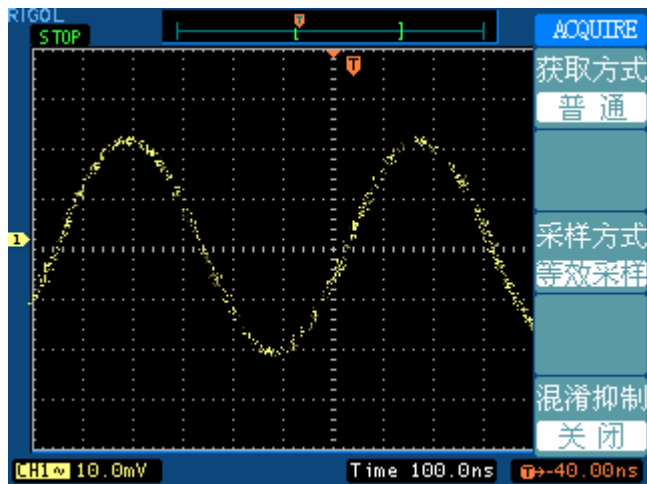 RIGOL
STOP
T
T
ACQUIRE
获取方式
普通
采样方式
等效采样
混淆抑制
关闭
1
CH1~ 10.0mV
Time 100.0ns
T→-40.00ns